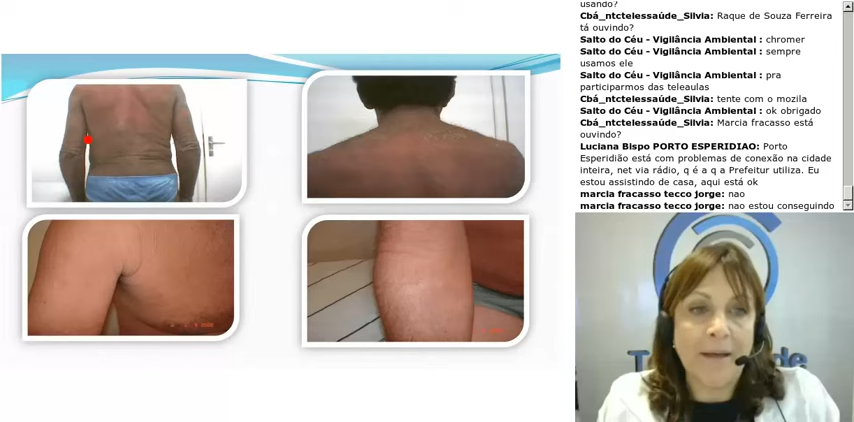 usando?
Cbá_ntctelessaúde_Silvia: Raque de Souza Ferreira
tá ouvindo?
Salto do Céu - Vigilância Ambiental : chromer
Salto do Céu - Vigilância Ambiental : sempre
usamos ele
Salto do Céu - Vigilância Ambiental : pra
participarmos das teleaulas
Cbá_ntctelessaúde_Silvia: tente com o mozila
Salto do Céu - Vigilância Ambiental : ok obrigado
Cbá_ntctelessaúde_Silvia: Marcia fracasso está
ouvindo?
Luciana Bispo PORTO ESPERIDIAO: Porto
Esperidião está com problemas de conexão na cidade
inteira, net via rádio, q é a q a Prefeitur utiliza. Eu
estou assistindo de casa, aqui está ok
marcia fracasso tecco jorge: nao
marcia fracasso tecco jorge: nao estou conseguindo